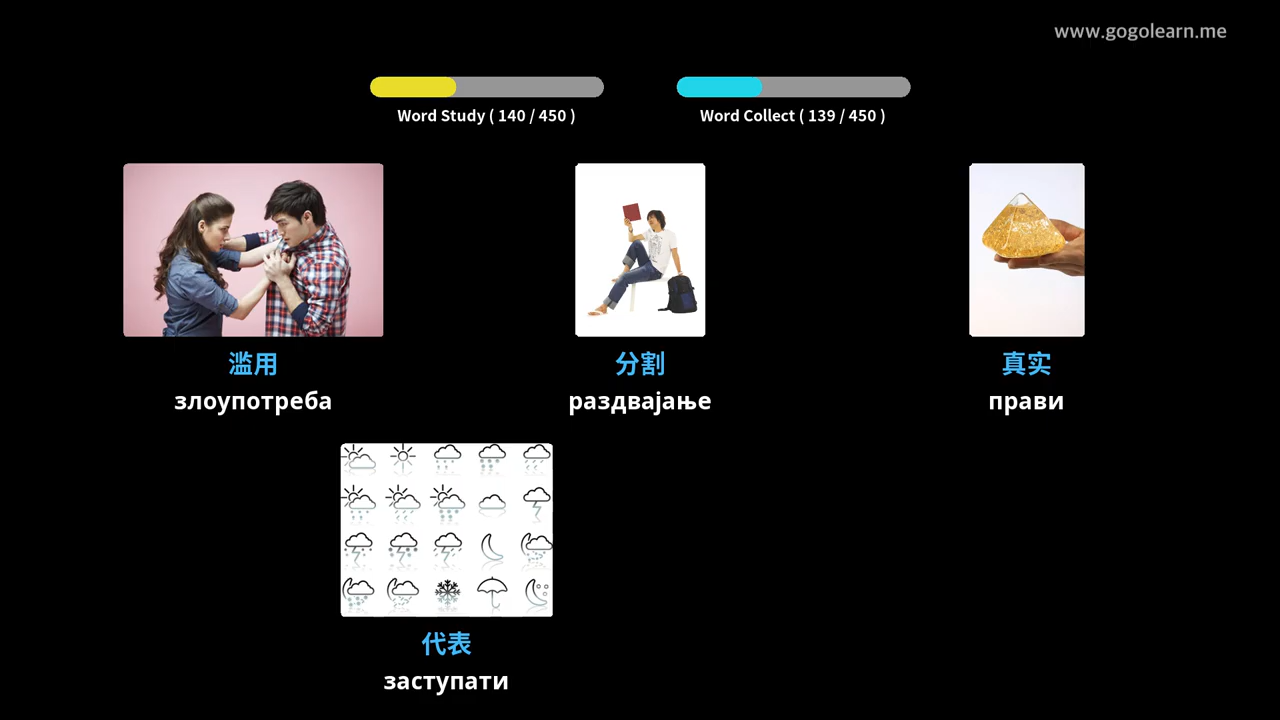 www.gogolearn.me
Word Study ( 140 / 450 )
Word Collect ( 139 / 450 )
滥用
злоупотреба
分割
раздвајање
真实
прави
代表
заступати